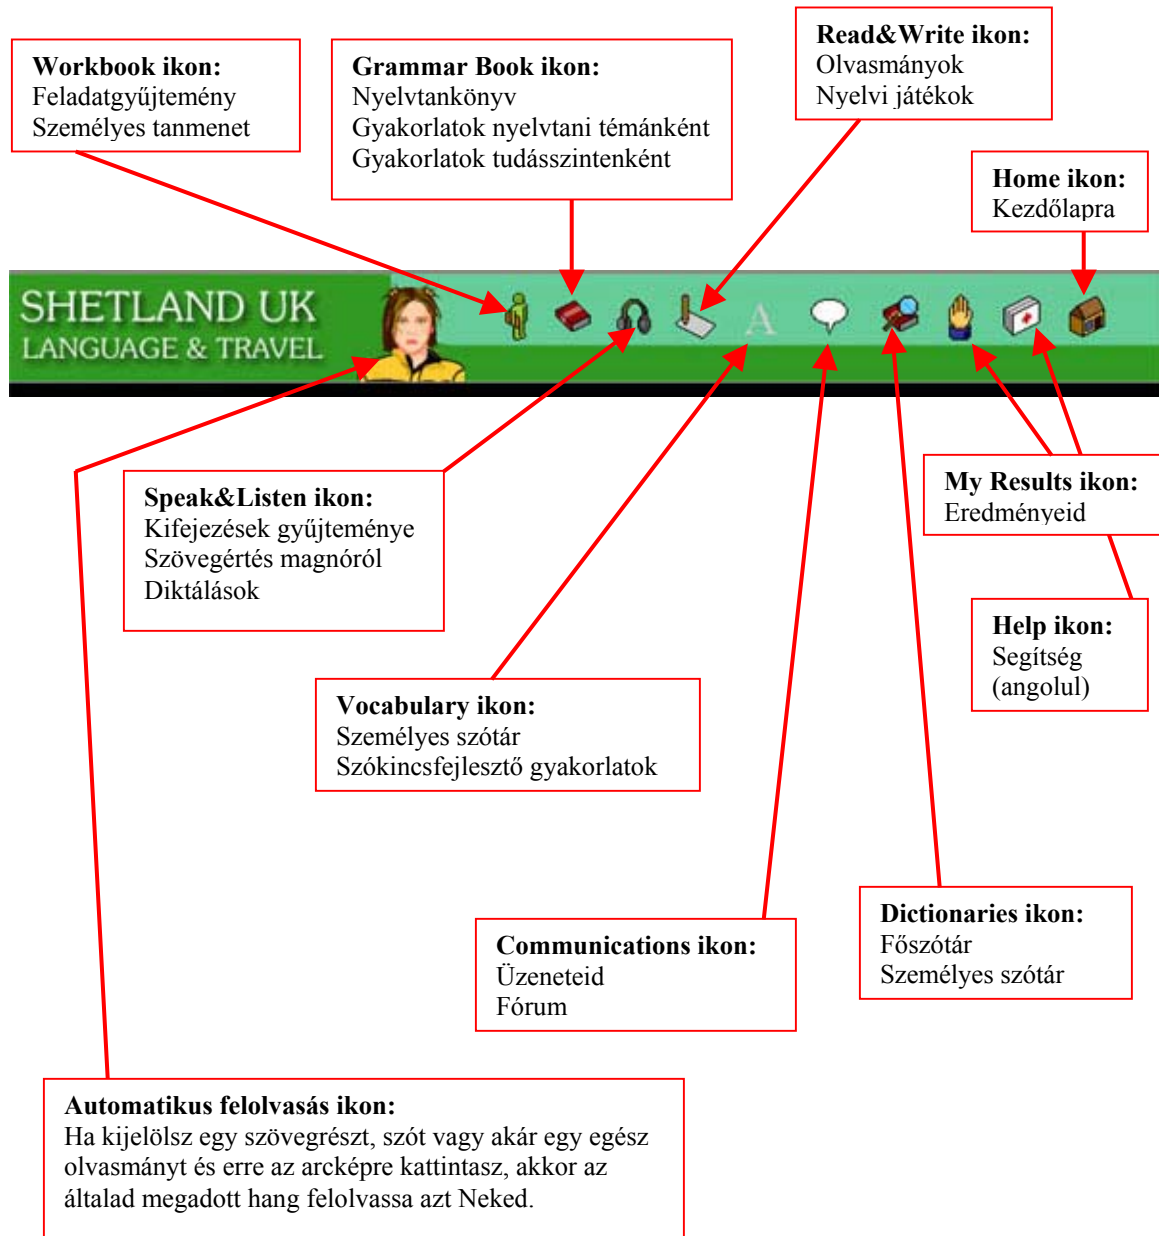 Read&Write ikon:
Olvasmányok
Nyelvi játékok
Workbook ikon:
Feladatgyűjtemény
Személyes tanmenet
Grammar Book ikon:
Nyelvtankönyv
Gyakorlatok nyelvtani témánként
Gyakorlatok tudásszintenként
Home ikon:
Kezdőlapra
SHETLAND UK
LANGUAGE & TRAVEL
A
Speak&Listen ikon:
Kifejezések gyűjteménye
Szövegértés magnóról
Diktálások
My Results ikon:
Eredményeid
Help ikon:
Segítség
(angolul)
Vocabulary ikon:
Személyes szótár
Szókincsfejlesztő gyakorlatok
Communications ikon:
Üzeneteid
Fórum
Dictionaries ikon:
Főszótár
Személyes szótár
Automatikus felolvasás ikon:
Ha kijelölsz egy szövegrészt, szót vagy akár egy egész
olvasmányt és erre az arcképre kattintasz, akkor az
általad megadott hang felolvassa azt Neked.